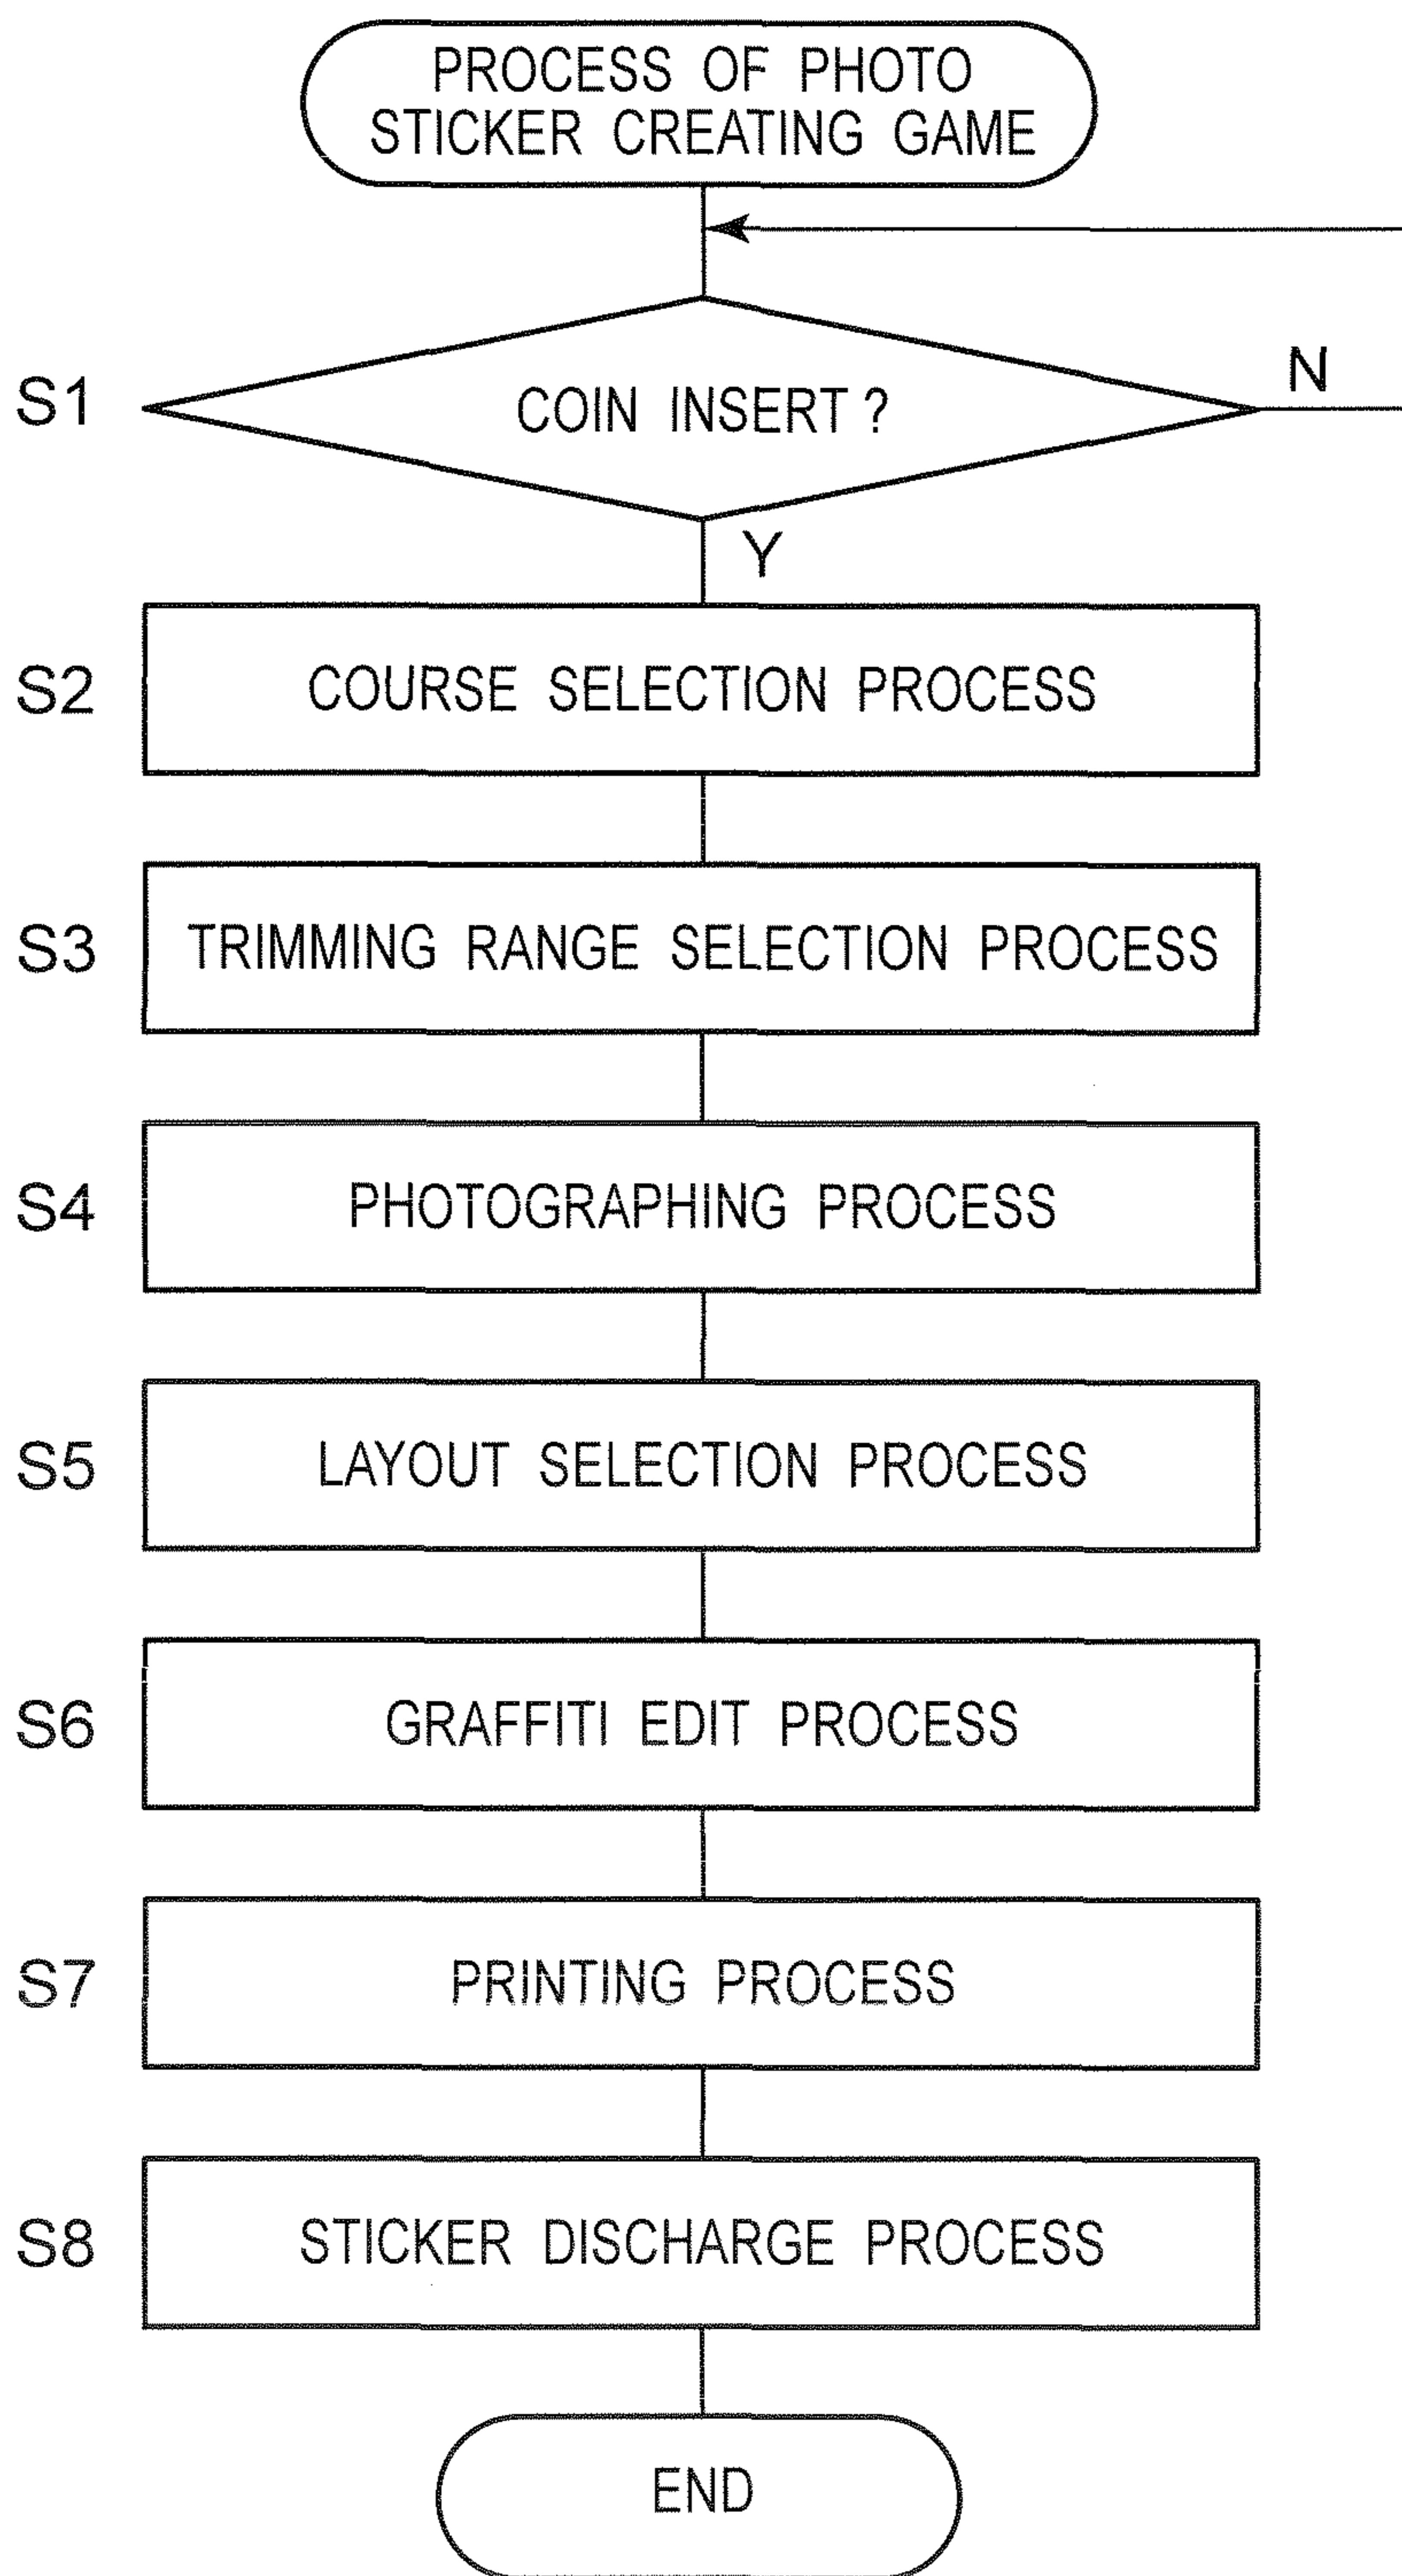 PROCESS OF PHOTO
STICKER CREATING GAME
S1
COIN INSERT ?
N
Y
S2
COURSE SELECTION PROCESS
S3
TRIMMING RANGE SELECTION PROCESS
S4
PHOTOGRAPHING PROCESS
S5
LAYOUT SELECTION PROCESS
S6
GRAFFITI EDIT PROCESS
S7
PRINTING PROCESS
S8
STICKER DISCHARGE PROCESS
END